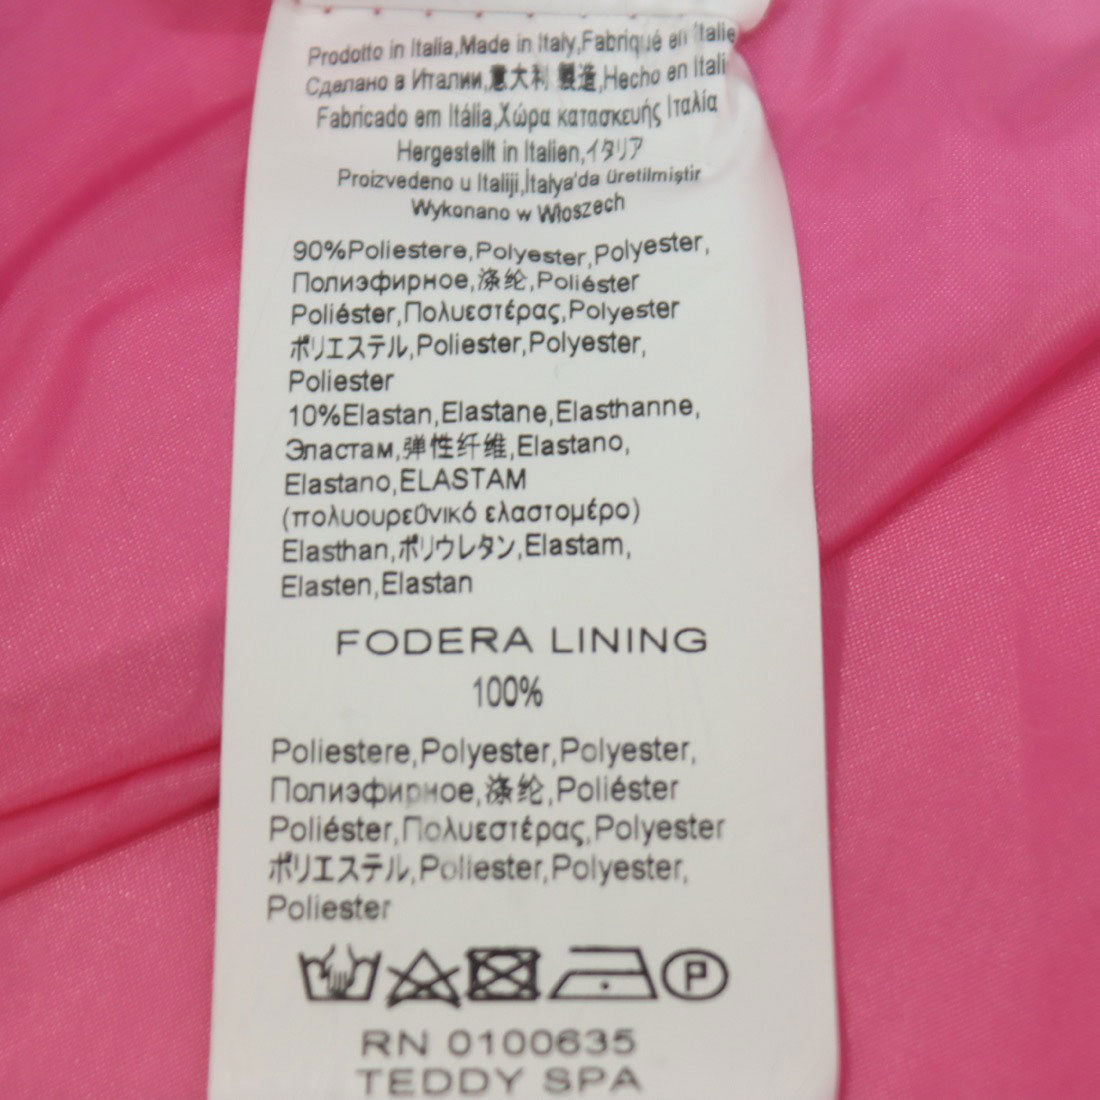 Prodotto in Italia,Made in Italy,Fabriqué en Italie
Сделано в Италии,意大利 製造,Hecho en Itali
Fabricado em Itália,Χώρα κατασκευής Ιταλία
Hergestellt in Italien,イタリア
Proizvedeno u Italiji,İtalya'da üretilmiştir
Wykonano w Włoszech
90%Poliestere,Polyester,Polyester,
Полиэфирное,涤纶,Poliéster
Poliéster,Πολυεστέρας,Polyester
ポリエステル,Poliester,Polyester,
Poliester
10%Elastan,Elastane,Elasthanne,
Эластам,弹性纤维,Elastano,
Elastano,ELASTAM
(πολυουρεθνικό ελαστομέρο)
Elasthan,ポリウレタン,Elastam,
Elasten,Elastan
FODERA LINING
100%
Poliestere,Polyester,Polyester,
Полиэфирное,涤纶,Poliéster
Poliéster,Πολυεστέρας,Polyester
ポリエステル,Poliester,Polyester,
Poliester
P
RN 0100635
TEDDY SPA